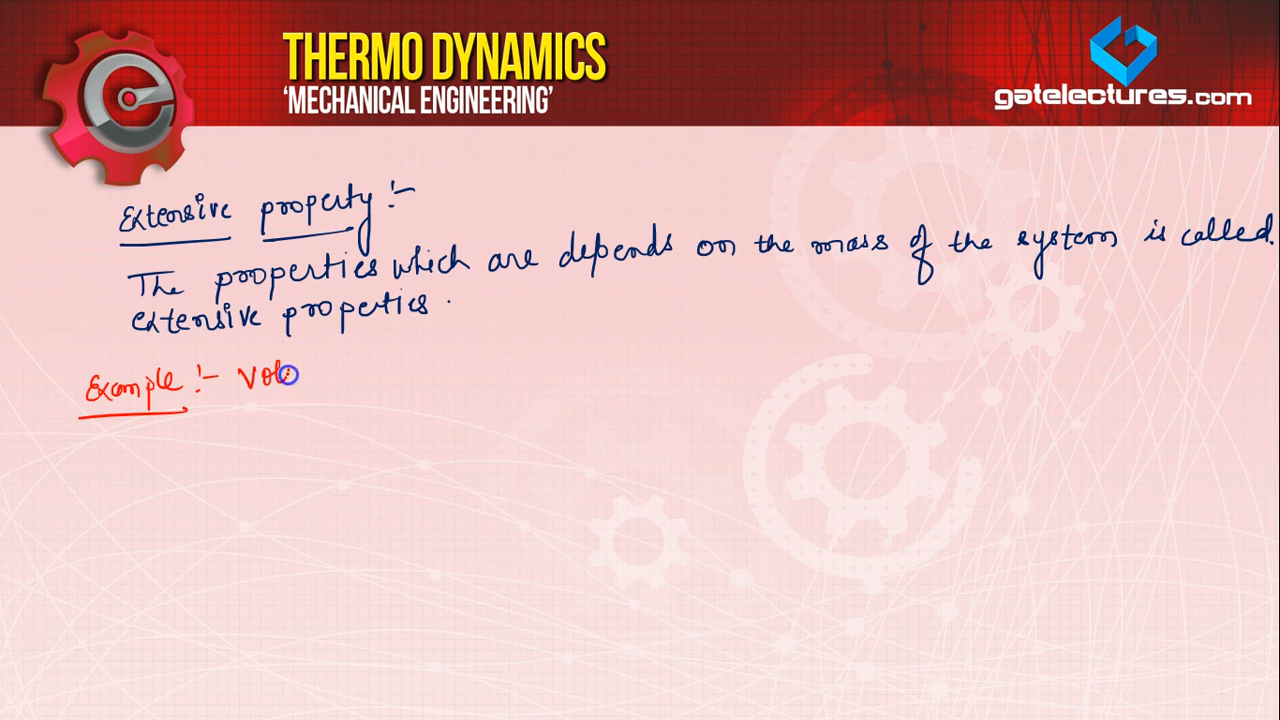 THERMO DYNAMICS
'MECHANICAL ENGINEERING'
gatelectures.com
Extensive property :-
The properties which are depends on the mass of the system is called.
extensive properties.
Example :- Vol